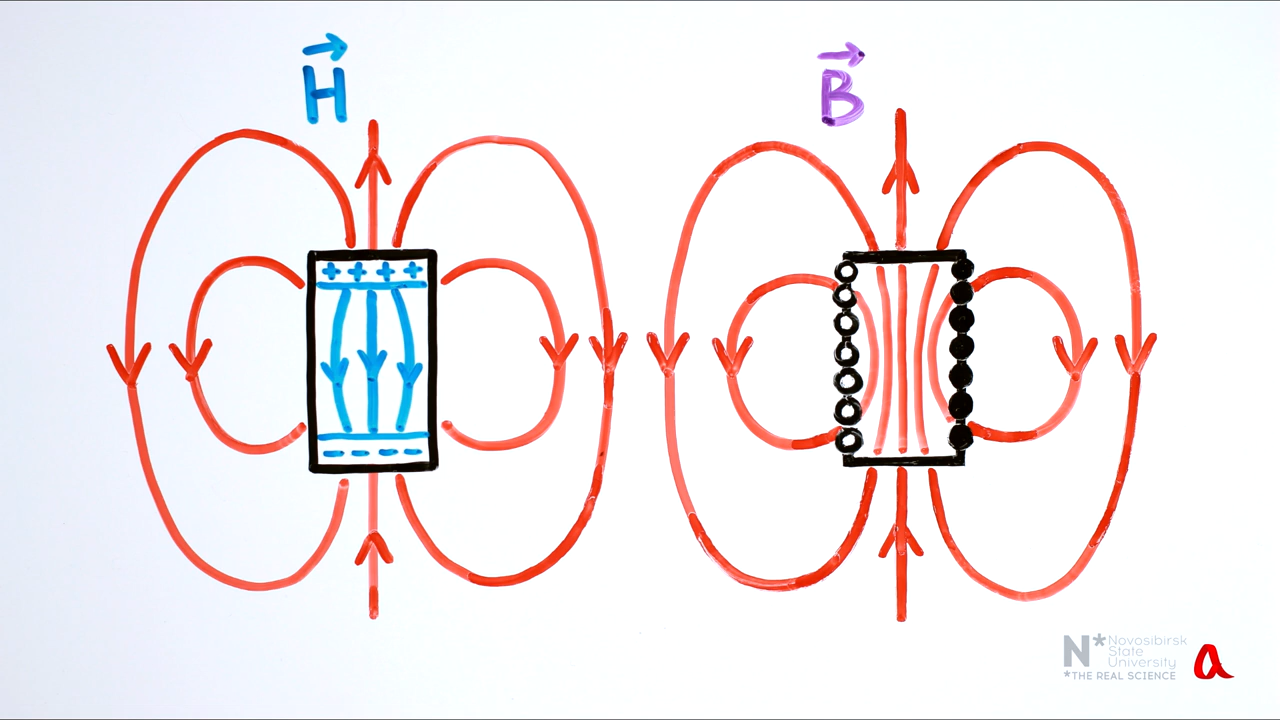 H
B
+ + + +
- - - -
N* Novosibirsk
State
University
*THE REAL SCIENCE
a